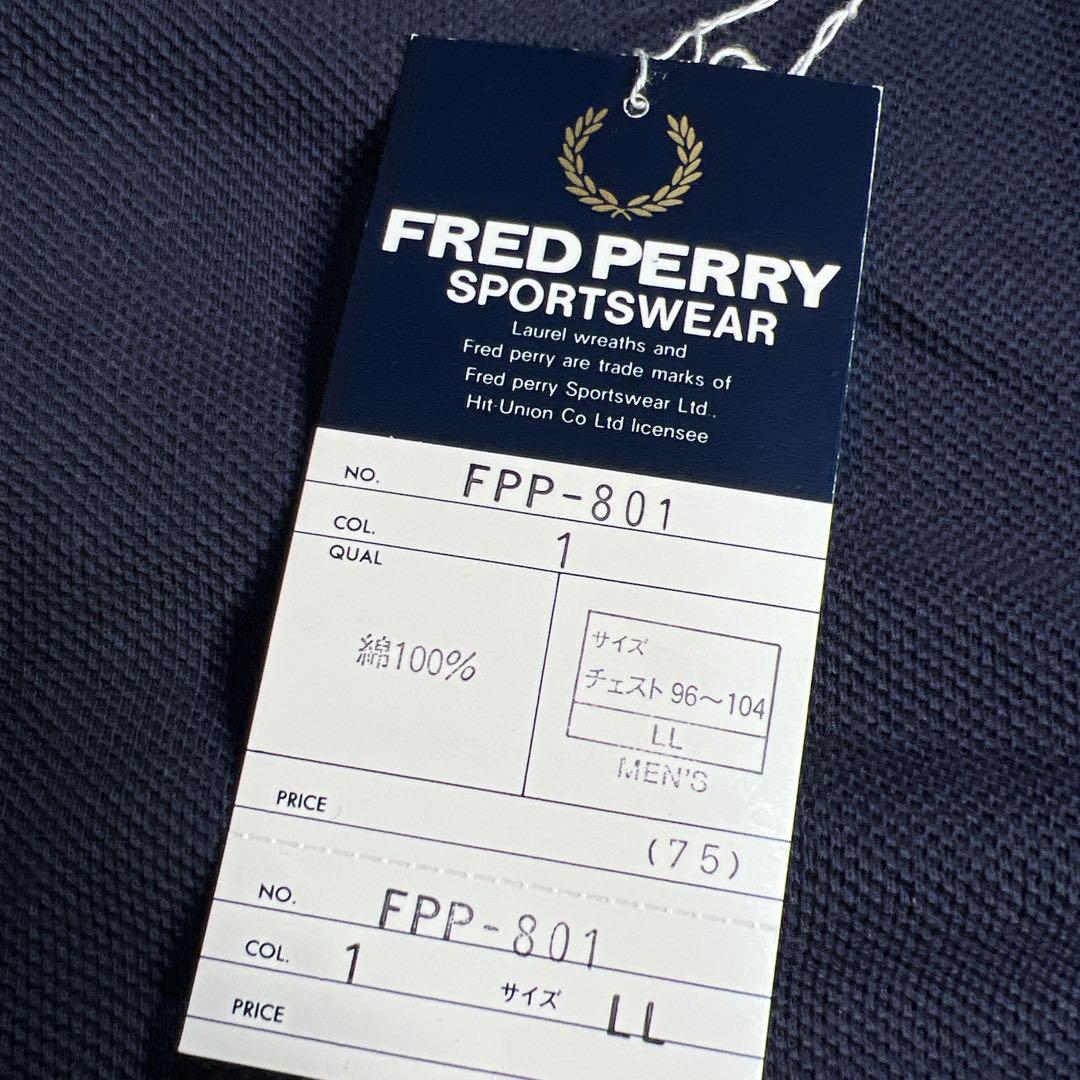 FRED PERRY
SPORTSWEAR
Laurel wreaths and
Fred perry are trade marks of
Fred perry Sportswear Ltd.,
Hit-Union Co Ltd licensee
NO. FPP-801
COL. 1
QUAL
綿100%
サイズ
チェスト 96〜104
LL
MEN'S
PRICE
(75)
NO. FPP-801
COL. 1 サイズ LL
PRICE